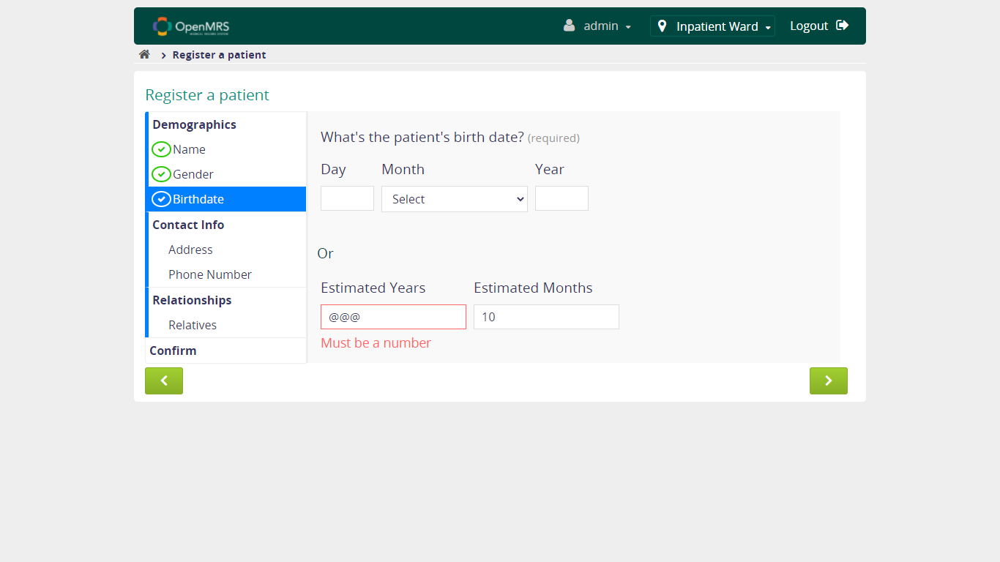 OpenMRS
admin
Inpatient Ward
Logout
Register a patient
Register a patient
Demographics
Name
Gender
Birthdate
Contact Info
Address
Phone Number
Relationships
Relatives
Confirm
What's the patient's birth date? (required)
Day Month Year
Select
Or
Estimated Years Estimated Months
@@@ 10
Must be a number